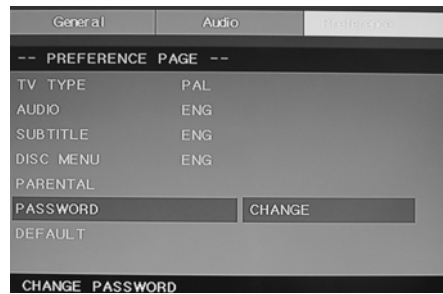 General Audio Preference
-- PREFERENCE PAGE --
TV TYPE PAL
AUDIO ENG
SUBTITLE ENG
DISC MENU ENG
PARENTAL
PASSWORD CHANGE
DEFAULT
CHANGE PASSWORD